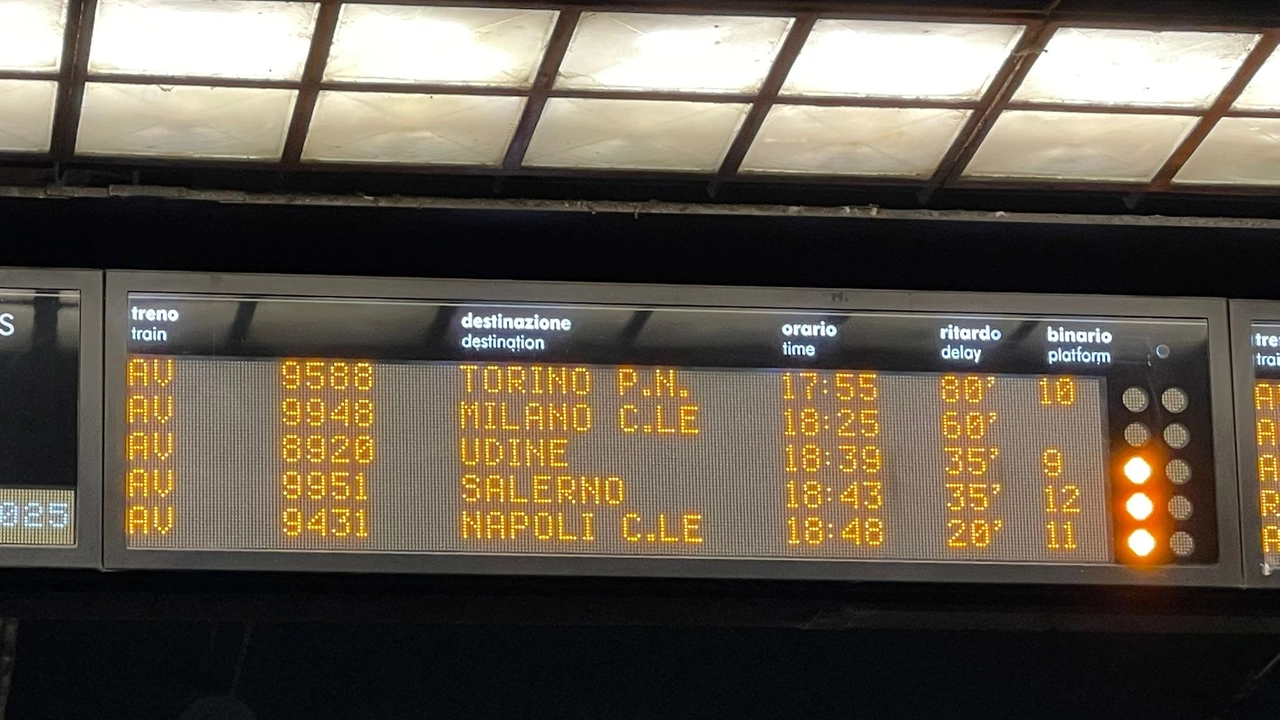 S
025
treno destinazione orario ritardo binario
train destination time delay platform
AV 9588 TORINO P.N. 17:55 80' 10
AV 9948 MILANO C.LE 18:25 60'
AV 8920 UDINE 18:39 35' 9
AV 9951 SALERNO 18:43 35' 12
AV 9431 NAPOLI C.LE 18:48 20' 11